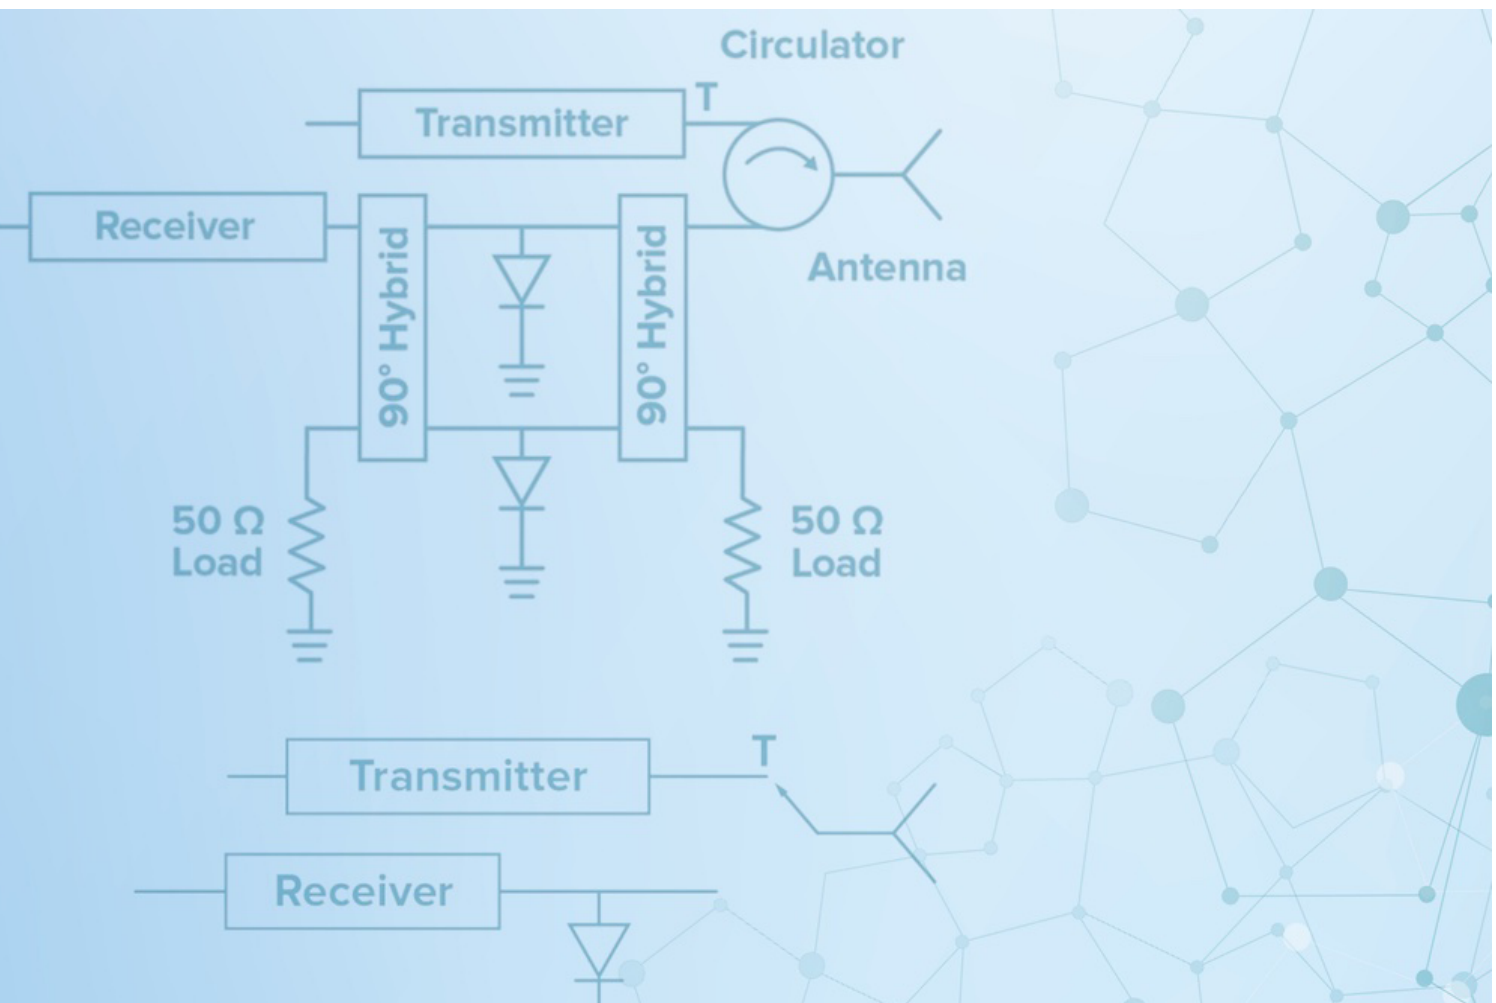 Circulator
T
Transmitter
Receiver
90° Hybrid
90° Hybrid
Antenna
50 Ω
Load
50 Ω
Load
T
Transmitter
Receiver